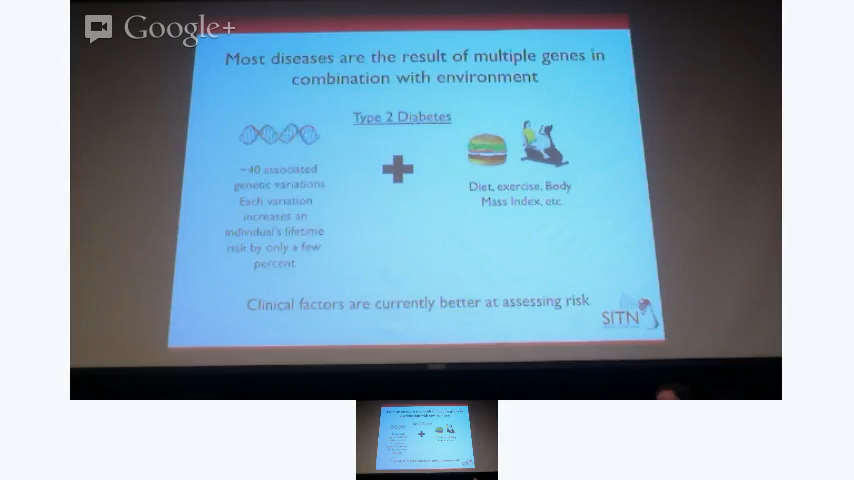 Google+
Most diseases are the result of multiple genes in
combination with environment
Type 2 Diabetes
~40 associated
genetic variations
Each variation
increases an
individual's lifetime
risk by only a few
percent
Diet, exercise, Body
Mass Index, etc.
Clinical factors are currently better at assessing risk
SITN